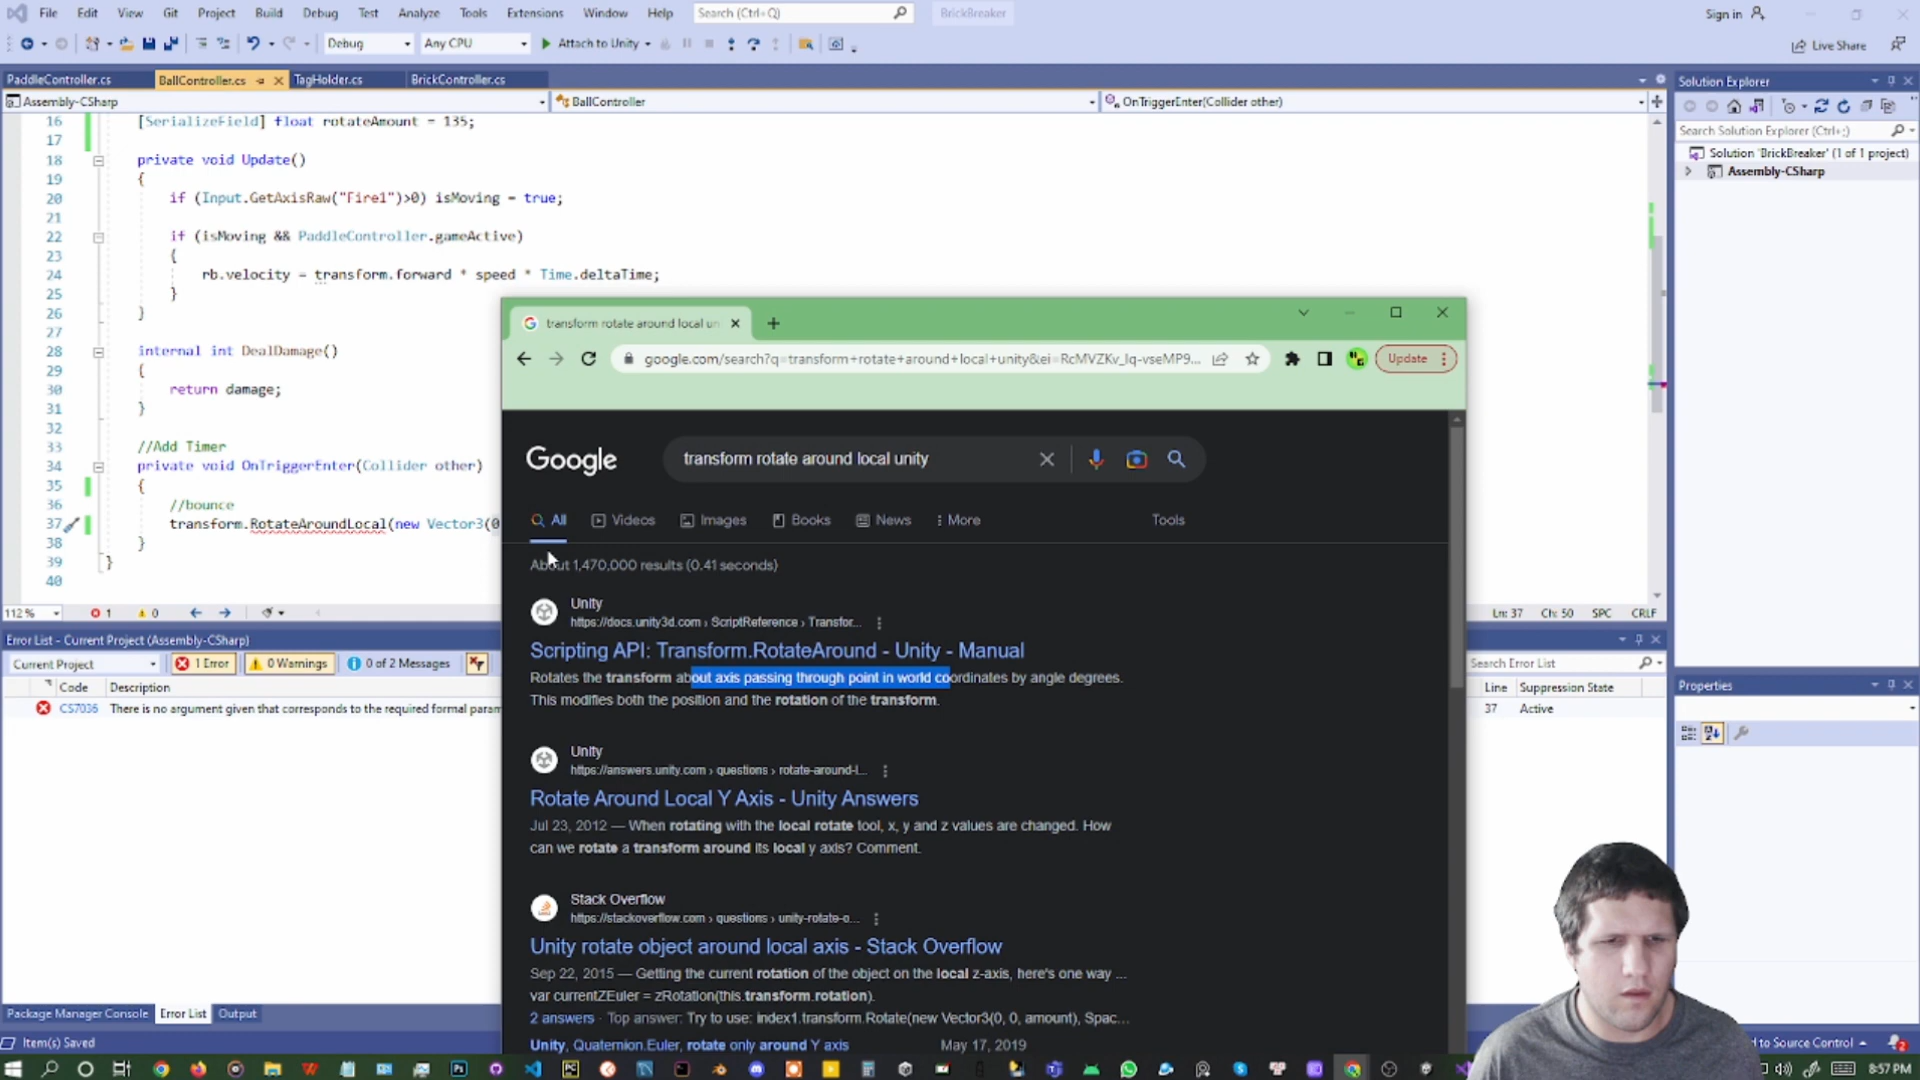 File Edit View Git Project Build Debug Test Analyze Tools Extensions Window Help Search (Ctrl+Q) BrickBreaker Sign in
Debug Any CPU Attach to Unity Live Share
PaddleController.cs BallController.cs TagHolder.cs BrickController.cs
Assembly-CSharp BallController OnTriggerEnter(Collider other)
16 [SerializeField] float rotateAmount = 135;
17
18 private void Update()
19 {
20 if (Input.GetAxisRaw("Fire1")>0) isMoving = true;
21
22 if (isMoving && PaddleController.gameActive)
23 {
24 rb.velocity = transform.forward * speed * Time.deltaTime;
25 }
26 }
27
28 internal int DealDamage()
29 {
30 return damage;
31 }
32
33 //Add Timer
34 private void OnTriggerEnter(Collider other)
35 {
36 //bounce
37 transform.RotateAroundLocal(new Vector3(0
38 }
39 }
40
112 % 1 0 Ln: 37 Ch: 50 SPC CRLF
Error List - Current Project (Assembly-CSharp)
Current Project 1 Error 0 Warnings 0 of 2 Messages Search Error List
Code Description Line Suppression State
CS7036 There is no argument given that corresponds to the required formal param 37 Active
Package Manager Console Error List Output
Item(s) Saved
d to Source Control
8:57 PM
Solution Explorer
Search Solution Explorer (Ctrl+;)
Solution 'BrickBreaker' (1 of 1 project)
Assembly-CSharp
Properties
transform rotate around local un
google.com/search?q=transform+rotate+around+local+unity&ei=RcMVZKv_Iq-vseMP9... Update
Google transform rotate around local unity
All Videos Images Books News More Tools
About 1,470,000 results (0.41 seconds)
Unity
https://docs.unity3d.com › ScriptReference › Transfor...
Scripting API: Transform.RotateAround - Unity - Manual
Rotates the transform about axis passing through point in world coordinates by angle degrees.
This modifies both the position and the rotation of the transform.
Unity
https://answers.unity.com › questions › rotate-around-l...
Rotate Around Local Y Axis - Unity Answers
Jul 23, 2012 — When rotating with the local rotate tool, x, y and z values are changed. How
can we rotate a transform around its local y axis? Comment.
Stack Overflow
https://stackoverflow.com › questions › unity-rotate-o...
Unity rotate object around local axis - Stack Overflow
Sep 22, 2015 — Getting the current rotation of the object on the local z-axis, here's one way ...
var currentZEuler = zRotation(this.transform.rotation).
2 answers · Top answer: Try to use: index1.transform.Rotate(new Vector3(0, 0, amount), Spac...
Unity, Quaternion.Euler, rotate only around Y axis May 17, 2019